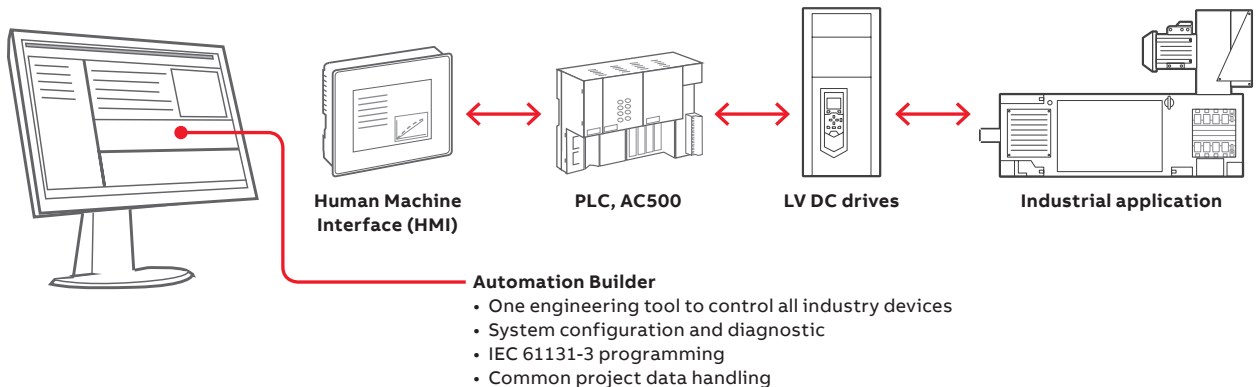 Human Machine
Interface (HMI)
PLC, AC500
LV DC drives
Industrial application
Automation Builder
• One engineering tool to control all industry devices
• System configuration and diagnostic
• IEC 61131-3 programming
• Common project data handling